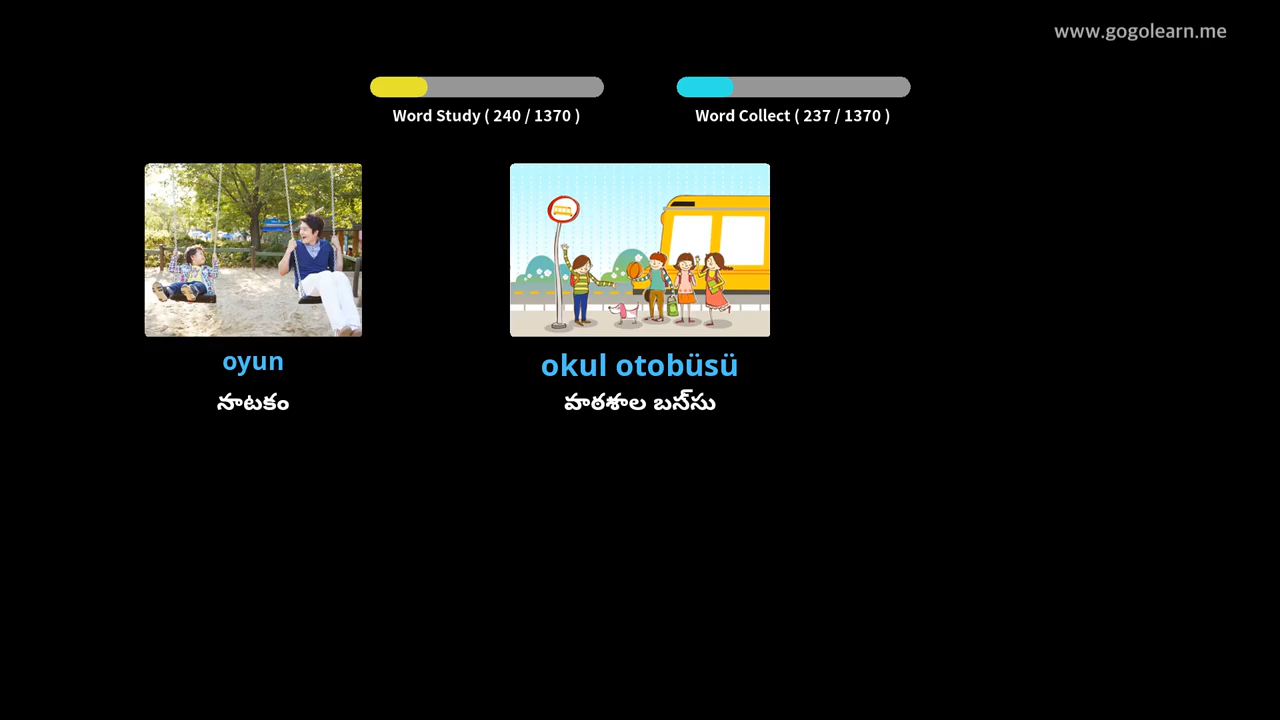 www.gogolearn.me
Word Study ( 240 / 1370 )
Word Collect ( 237 / 1370 )
oyun
నాటకం
okul otobüsü
పాఠశాల బస్‌సు